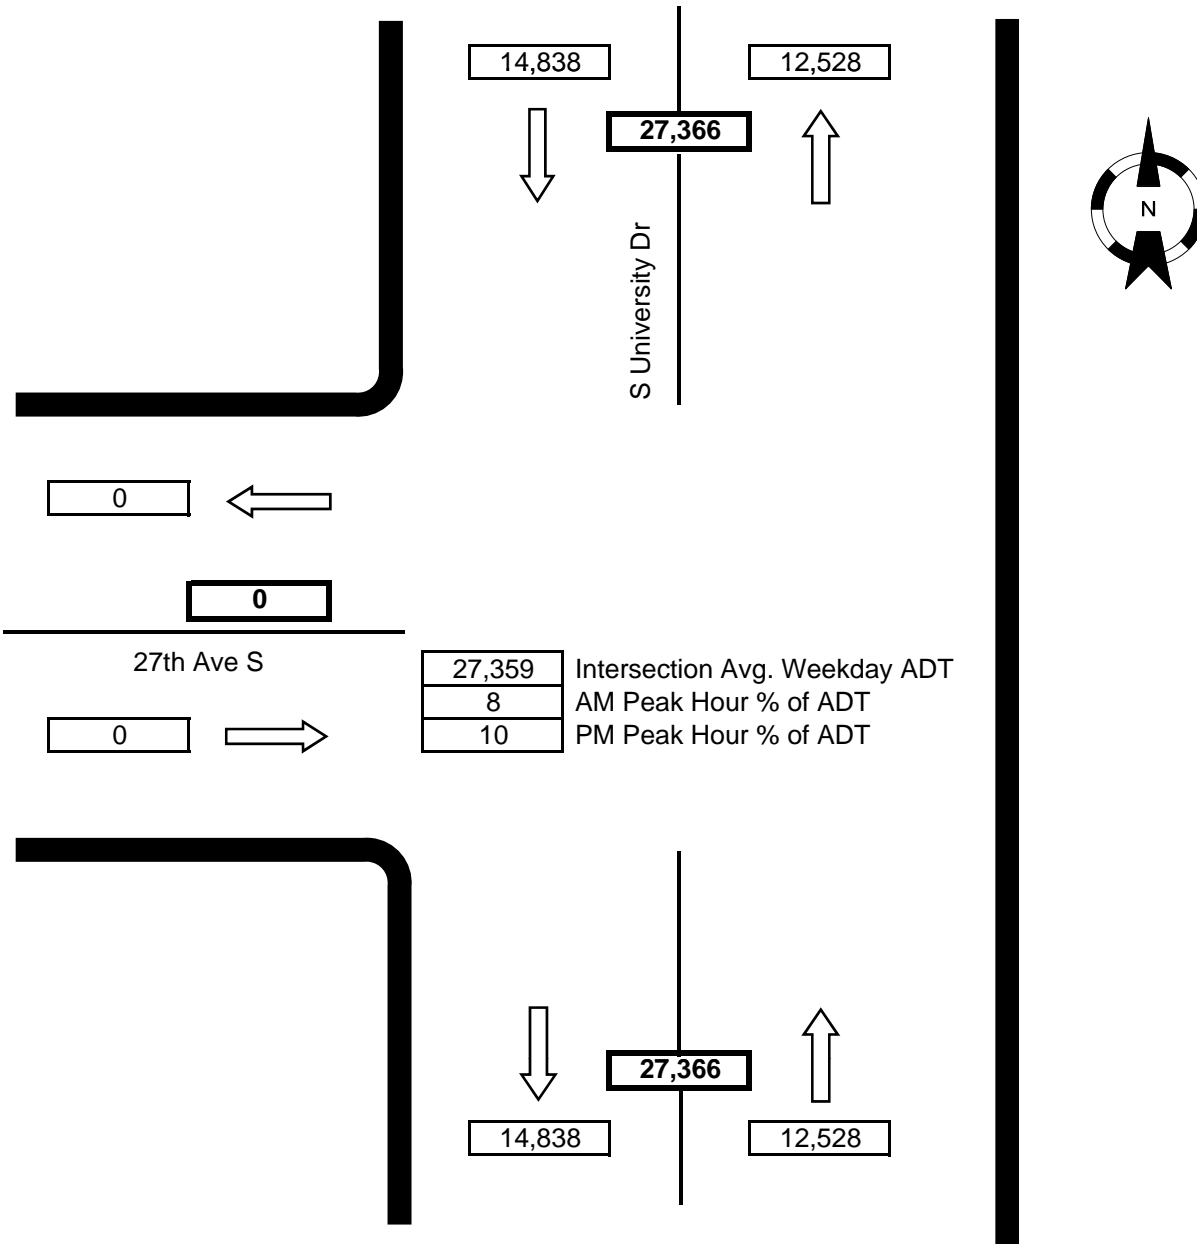 14,838 12,528
27,366
N
S University Dr
0
0
27th Ave S
27,359 Intersection Avg. Weekday ADT
8 AM Peak Hour % of ADT
0
10 PM Peak Hour % of ADT
27,366
14,838 12,528